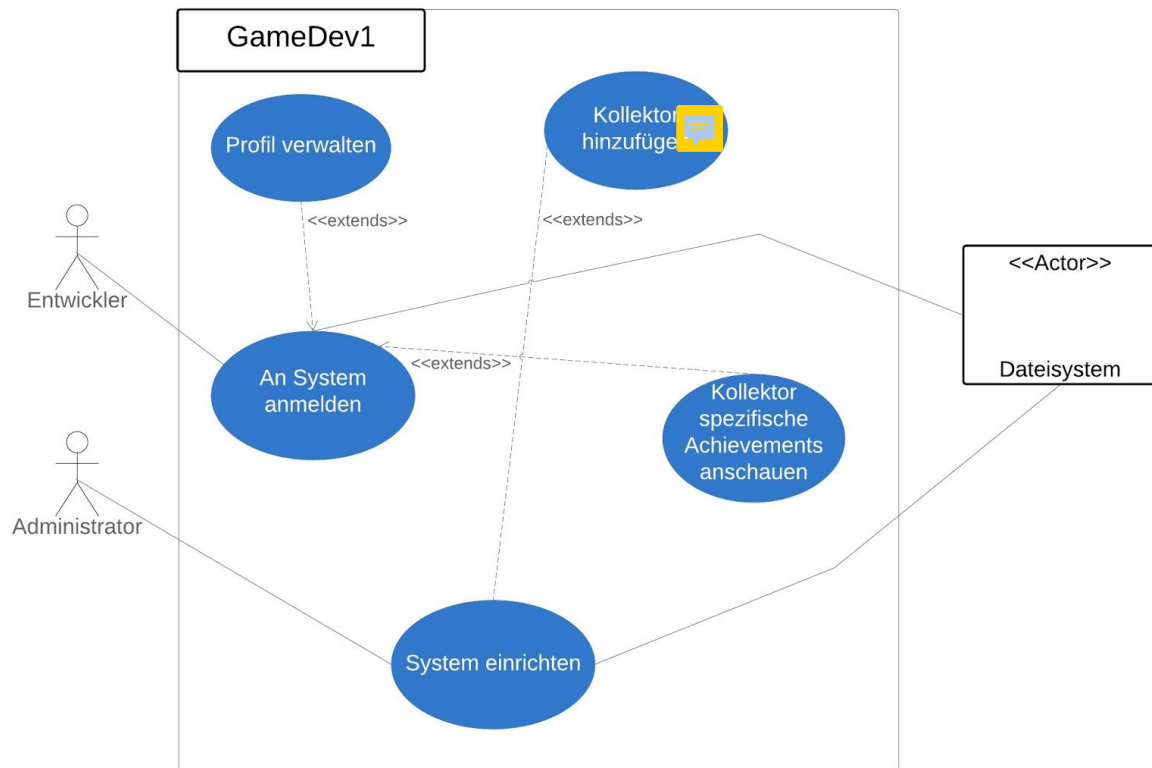 GameDev1
Profil verwalten
Kollektor
<<extends>>
<<extends>>
Entwickler
<<Actor>>
Dateisystem
<<extends>>
An System
anmelden
Kollektor
spezifische
Achievements
anschauen
Administrator
System einrichten